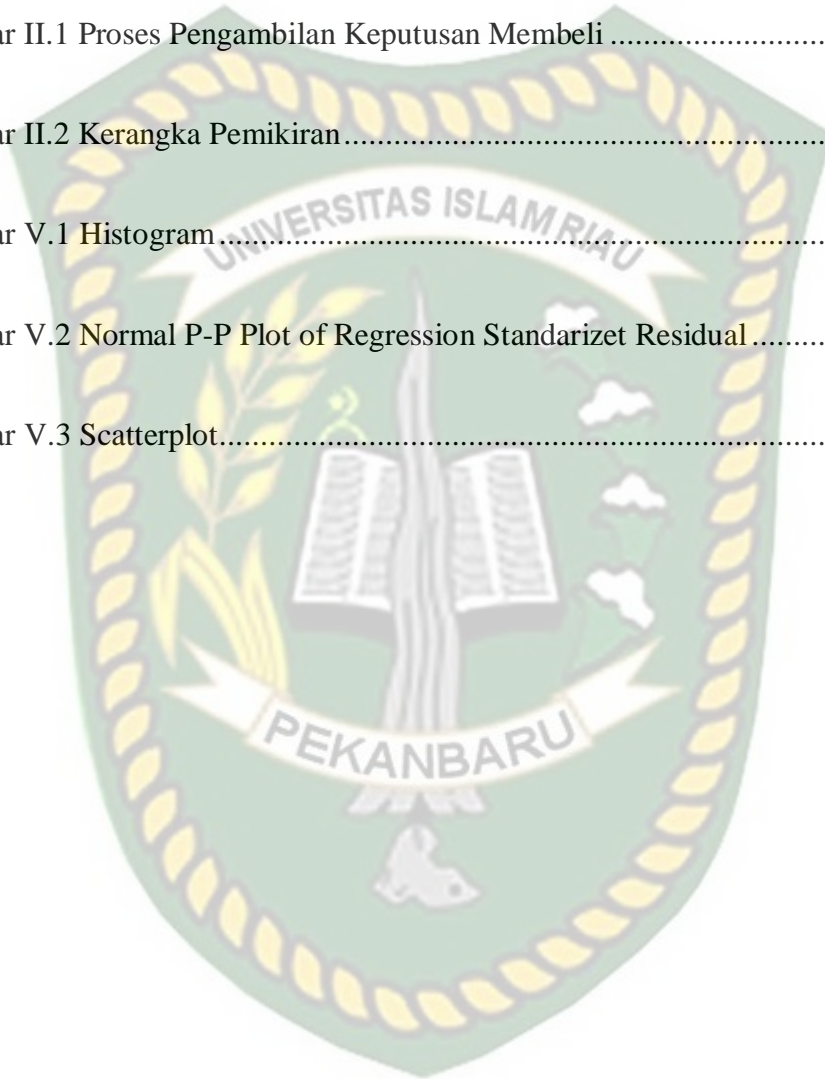 ar II.1 Proses Pengambilan Keputusan Membeli ..........................
ar II.2 Kerangka Pemikiran...........................................................
UNIVERSITAS ISLAM RIAU
ar V.1 Histogram..........................................................................
ar V.2 Normal P-P Plot of Regression Standarizet Residual .........
ar V.3 Scatterplot..........................................................................
PEKANBARU